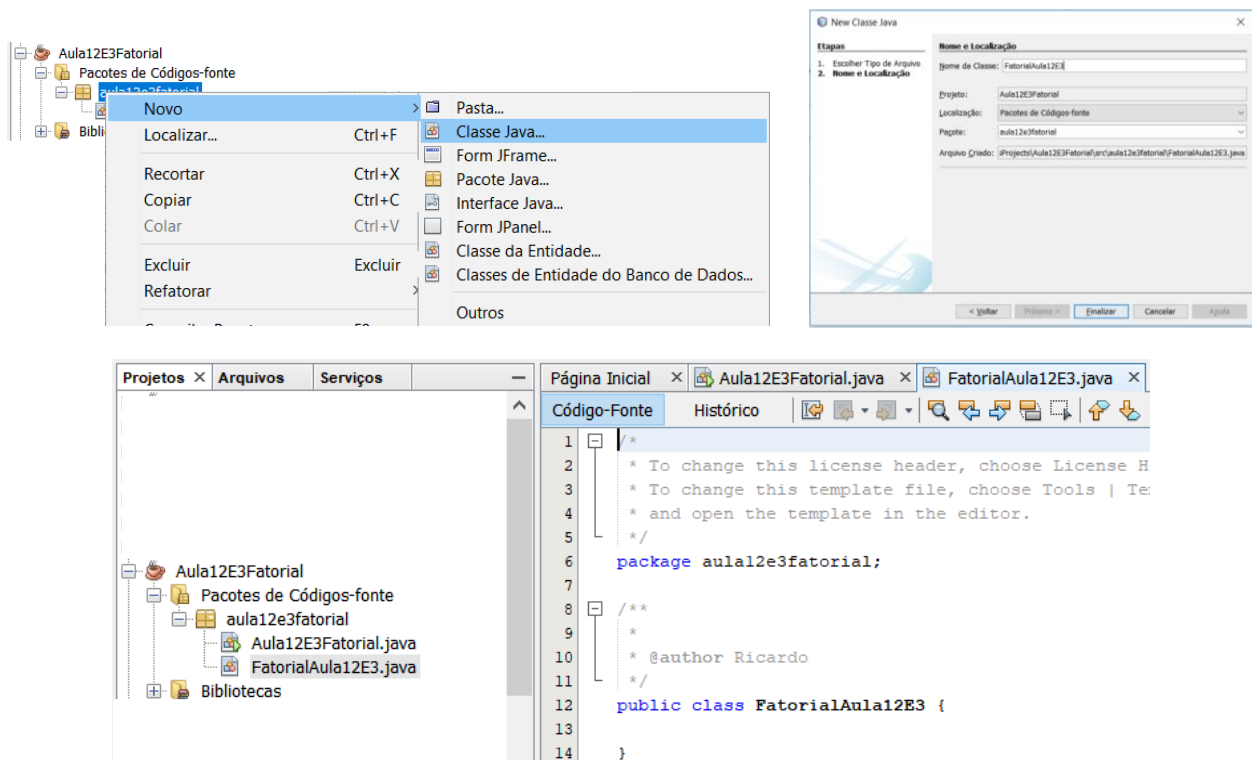 Aula12E3Fatorial
Pacotes de Códigos-fonte
aula12e3fatorial
Novo
Localizar... Ctrl+F
Recortar Ctrl+X
Copiar Ctrl+C
Colar Ctrl+V
Excluir Excluir
Refatorar
Pasta...
Classe Java...
Form JFrame...
Pacote Java...
Interface Java...
Form JPanel...
Classe da Entidade...
Classes de Entidade do Banco de Dados...
Outros
New Classe Java
Etapas
1. Escolher Tipo de Arquivo
2. Nome e Localização
Nome e Localização
Nome da Classe: FatorialAula12E3
Projeto: Aula12E3Fatorial
Localização: Pacotes de Códigos-fonte
Pacote: aula12e3fatorial
Arquivo Criado: iProjects\Aula12E3Fatorial\src\aula12e3fatorial\FatorialAula12E3.java
< Voltar Próximo > Finalizar Cancelar Ajuda
Projetos Arquivos Serviços
Aula12E3Fatorial
Pacotes de Códigos-fonte
aula12e3fatorial
Aula12E3Fatorial.java
FatorialAula12E3.java
Bibliotecas
Página Inicial Aula12E3Fatorial.java FatorialAula12E3.java
Código-Fonte Histórico
1 /*
2 * To change this license header, choose License H
3 * To change this template file, choose Tools | Te
4 * and open the template in the editor.
5 */
6 package aula12e3fatorial;
7
8 /**
9 *
10 * @author Ricardo
11 */
12 public class FatorialAula12E3 {
13
14 }